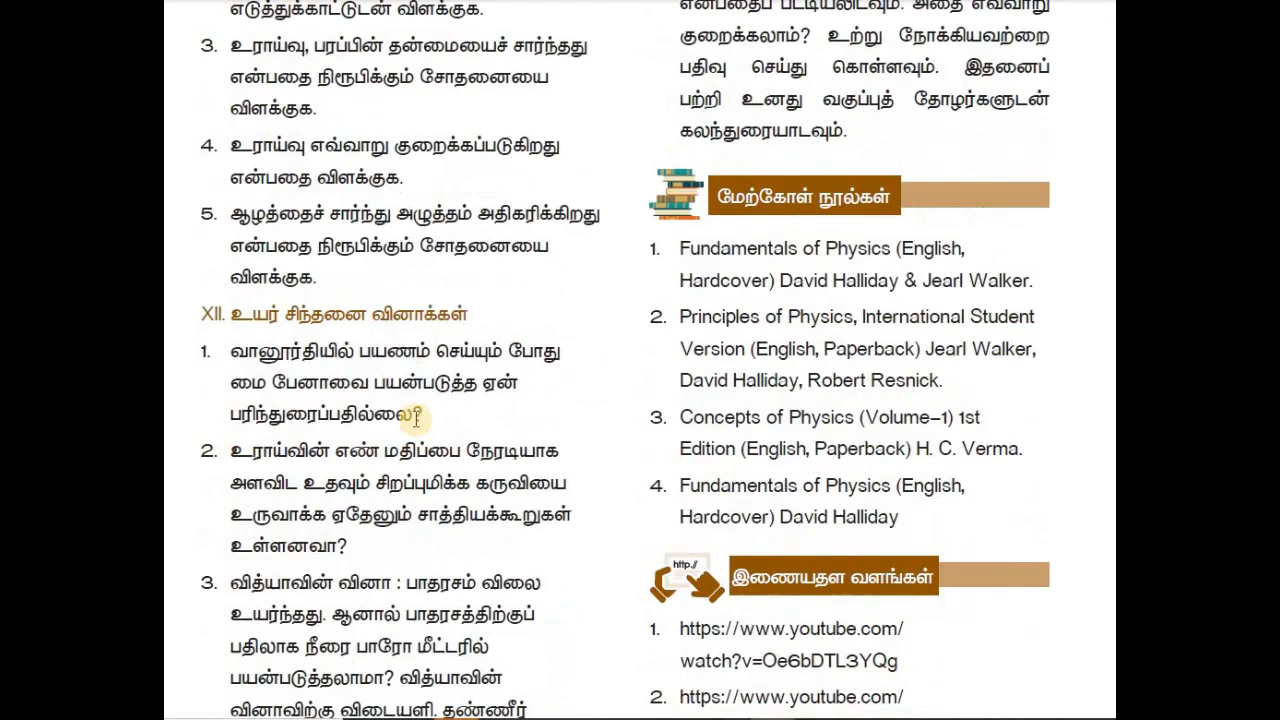 எடுத்துக்காட்டுடன் விளக்குக.
3. உராய்வு, பரப்பின் தன்மையைச் சார்ந்தது
என்பதை நிரூபிக்கும் சோதனையை
விளக்குக.
4. உராய்வு எவ்வாறு குறைக்கப்படுகிறது
என்பதை விளக்குக.
5. ஆழத்தைச் சார்ந்து அழுத்தம் அதிகரிக்கிறது
என்பதை நிரூபிக்கும் சோதனையை
விளக்குக.
XII. உயர் சிந்தனை வினாக்கள்
1. வானூர்தியில் பயணம் செய்யும் போது
மை பேனாவை பயன்படுத்த ஏன்
பரிந்துரைப்பதில்லை?
2. உராய்வின் எண் மதிப்பை நேரடியாக
அளவிட உதவும் சிறப்புமிக்க கருவியை
உருவாக்க ஏதேனும் சாத்தியக்கூறுகள்
உள்ளனவா?
3. வித்யாவின் வினா : பாதரசம் விலை
உயர்ந்தது. ஆனால் பாதரசத்திற்குப்
பதிலாக நீரை பாரோ மீட்டரில்
பயன்படுத்தலாமா? வித்யாவின்
வினாவிற்கு விடையளி. தண்ணீர்
என்பதைப் பட்டியலிடவும். அதை எவ்வாறு
குறைக்கலாம்? உற்று நோக்கியவற்றை
பதிவு செய்து கொள்ளவும். இதனைப்
பற்றி உனது வகுப்புத் தோழர்களுடன்
கலந்துரையாடவும்.
மேற்கோள் நூல்கள்
1. Fundamentals of Physics (English,
Hardcover) David Halliday & Jearl Walker.
2. Principles of Physics, International Student
Version (English, Paperback) Jearl Walker,
David Halliday, Robert Resnick.
3. Concepts of Physics (Volume-1) 1st
Edition (English, Paperback) H. C. Verma.
4. Fundamentals of Physics (English,
Hardcover) David Halliday
http://
இணையதள வளங்கள்
1. https://www.youtube.com/
watch?v=Oe6bDTL3YQg
2. https://www.youtube.com/